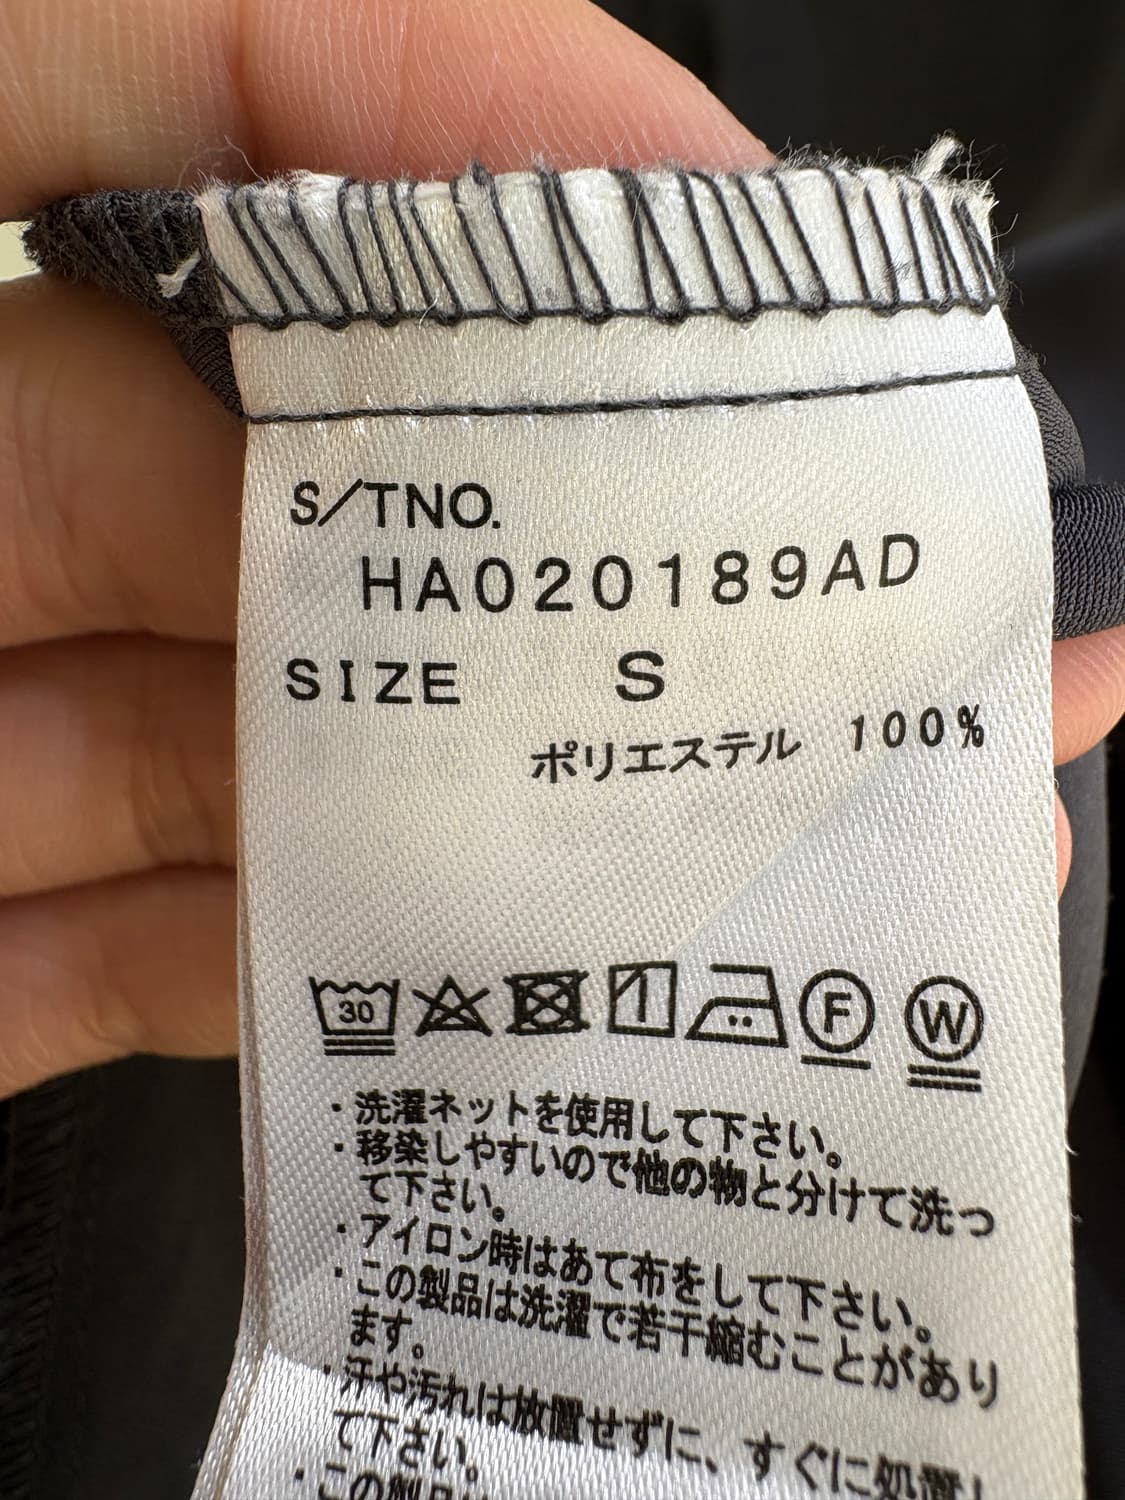 S/TNO.
HA020189AD
SIZE S
ポリエステル 100%
30
F W
・洗濯ネットを使用して下さい。
・移染しやすいので他の物と分けて洗っ
て下さい。
・アイロン時はあて布をして下さい。
・この製品は洗濯で若干縮むことがあり
ます。
・汗や汚れは放置せずに、すぐに処置し
て下さい。
・この製品は